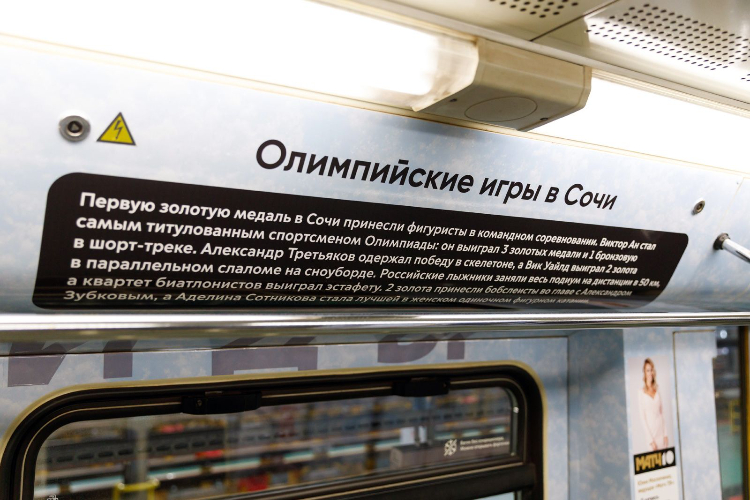 Олимпийские игры в Сочи
Первую золотую медаль в Сочи принесли фигуристы в командном соревновании. Виктор Ан стал
самым титулованным спортсменом Олимпиады: он выиграл 3 золотых медали и 1 бронзовую
в шорт-треке. Александр Третьяков одержал победу в скелетоне, а Вик Уайлд выиграл 2 золота
в параллельном слаломе на сноуборде. Российские лыжники заняли весь подиум на дистанции в 50 км,
а квартет биатлонистов выиграл эстафету. 2 золота принесли бобслеисты во главе с Александром
Зубковым, а Аделина Сотникова стала лучшей в женском одиночном фигурном катании.
МАТЧ